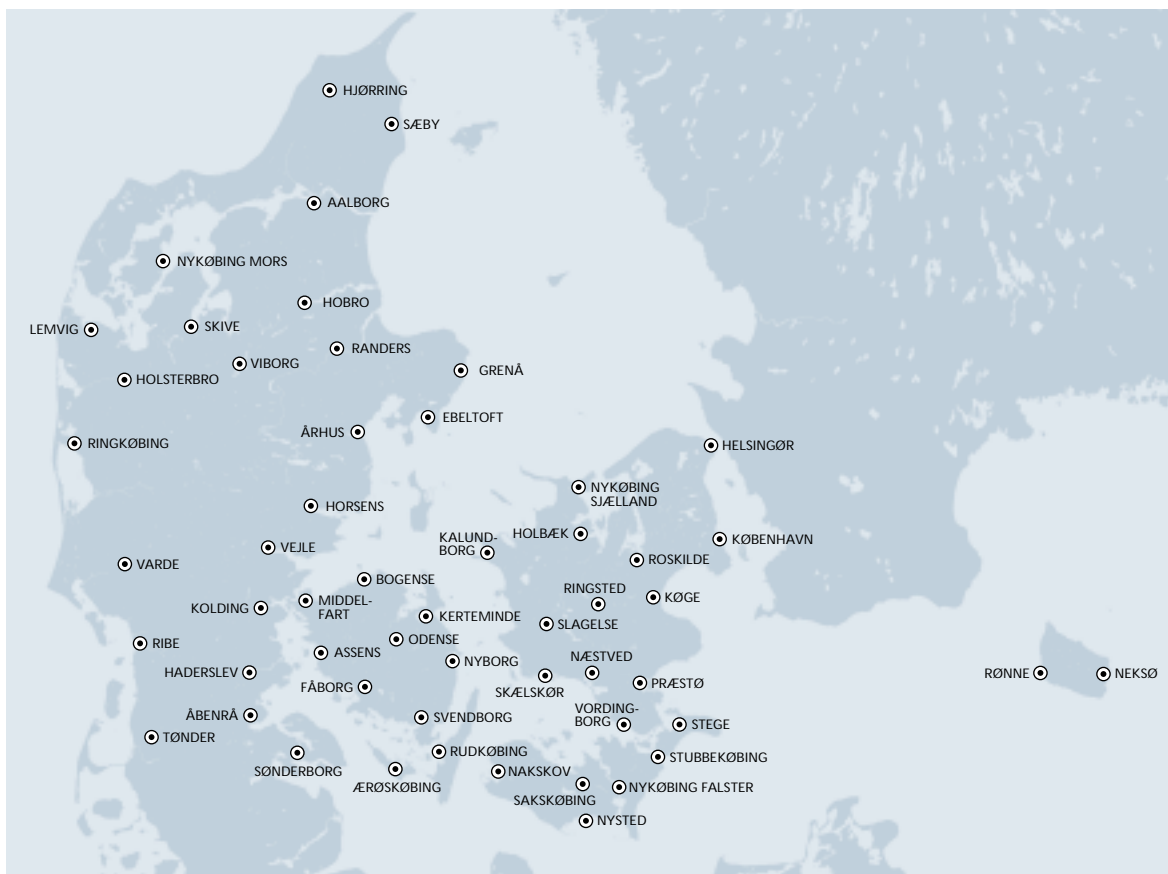 HJØRRING
SÆBY
AALBORG
NYKØBING MORS
HOBRO
LEMVIG
SKIVE
RANDERS
VIBORG
GRENÅ
HOLSTERBRO
EBELTOFT
ÅRHUS
RINGKØBING
HELSINGØR
NYKØBING
SJÆLLAND
HORSENS
HOLBÆK
KALUND-
BORG
KØBENHAVN
VEJLE
ROSKILDE
VARDE
BOGENSE
RINGSTED
KØGE
MIDDEL-
FART
KOLDING
KERTEMINDE
SLAGELSE
ODENSE
RIBE
ASSENS
NYBORG
NÆSTVED
HADERSLEV
RØNNE
NEKSØ
FÅBORG
SKÆLSKØR
PRÆSTØ
ÅBENRÅ
SVENDBORG
VORDING-
BORG
STEGE
TØNDER
RUDKØBING
STUBBEKØBING
SØNDERBORG
NAKSKOV
ÆRØSKØBING
NYKØBING FALSTER
SAKSKØBING
NYSTED